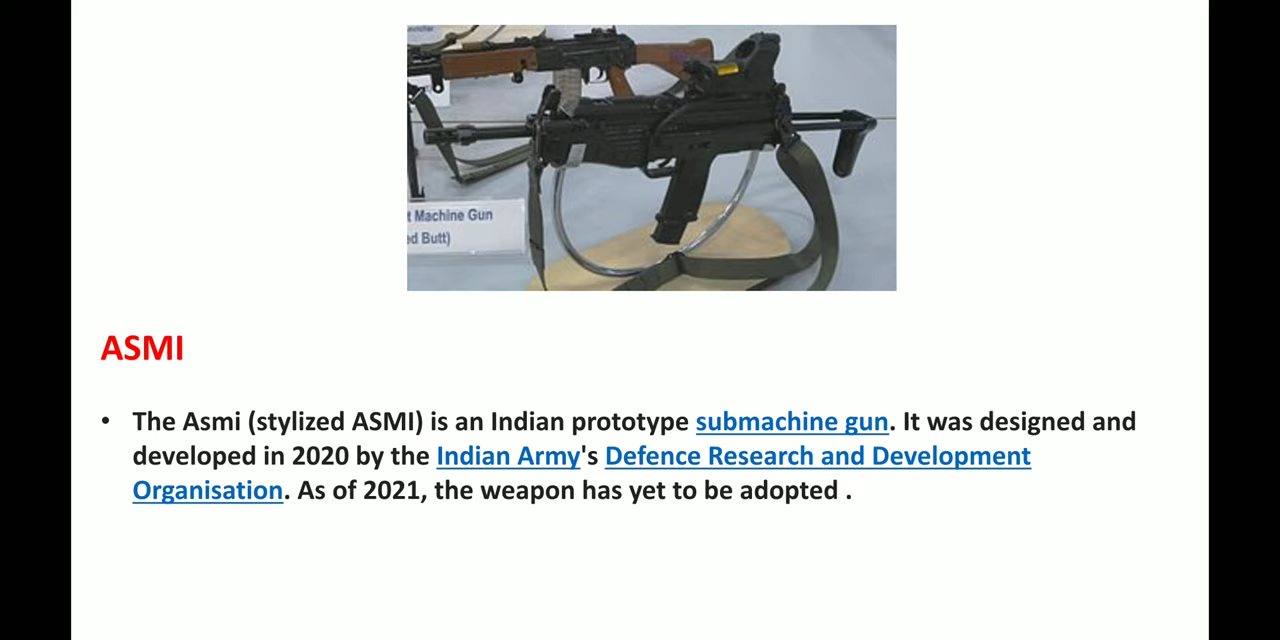 auncher
t Machine Gun
ed Butt)
ASMI
• The Asmi (stylized ASMI) is an Indian prototype submachine gun. It was designed and
developed in 2020 by the Indian Army's Defence Research and Development
Organisation. As of 2021, the weapon has yet to be adopted .